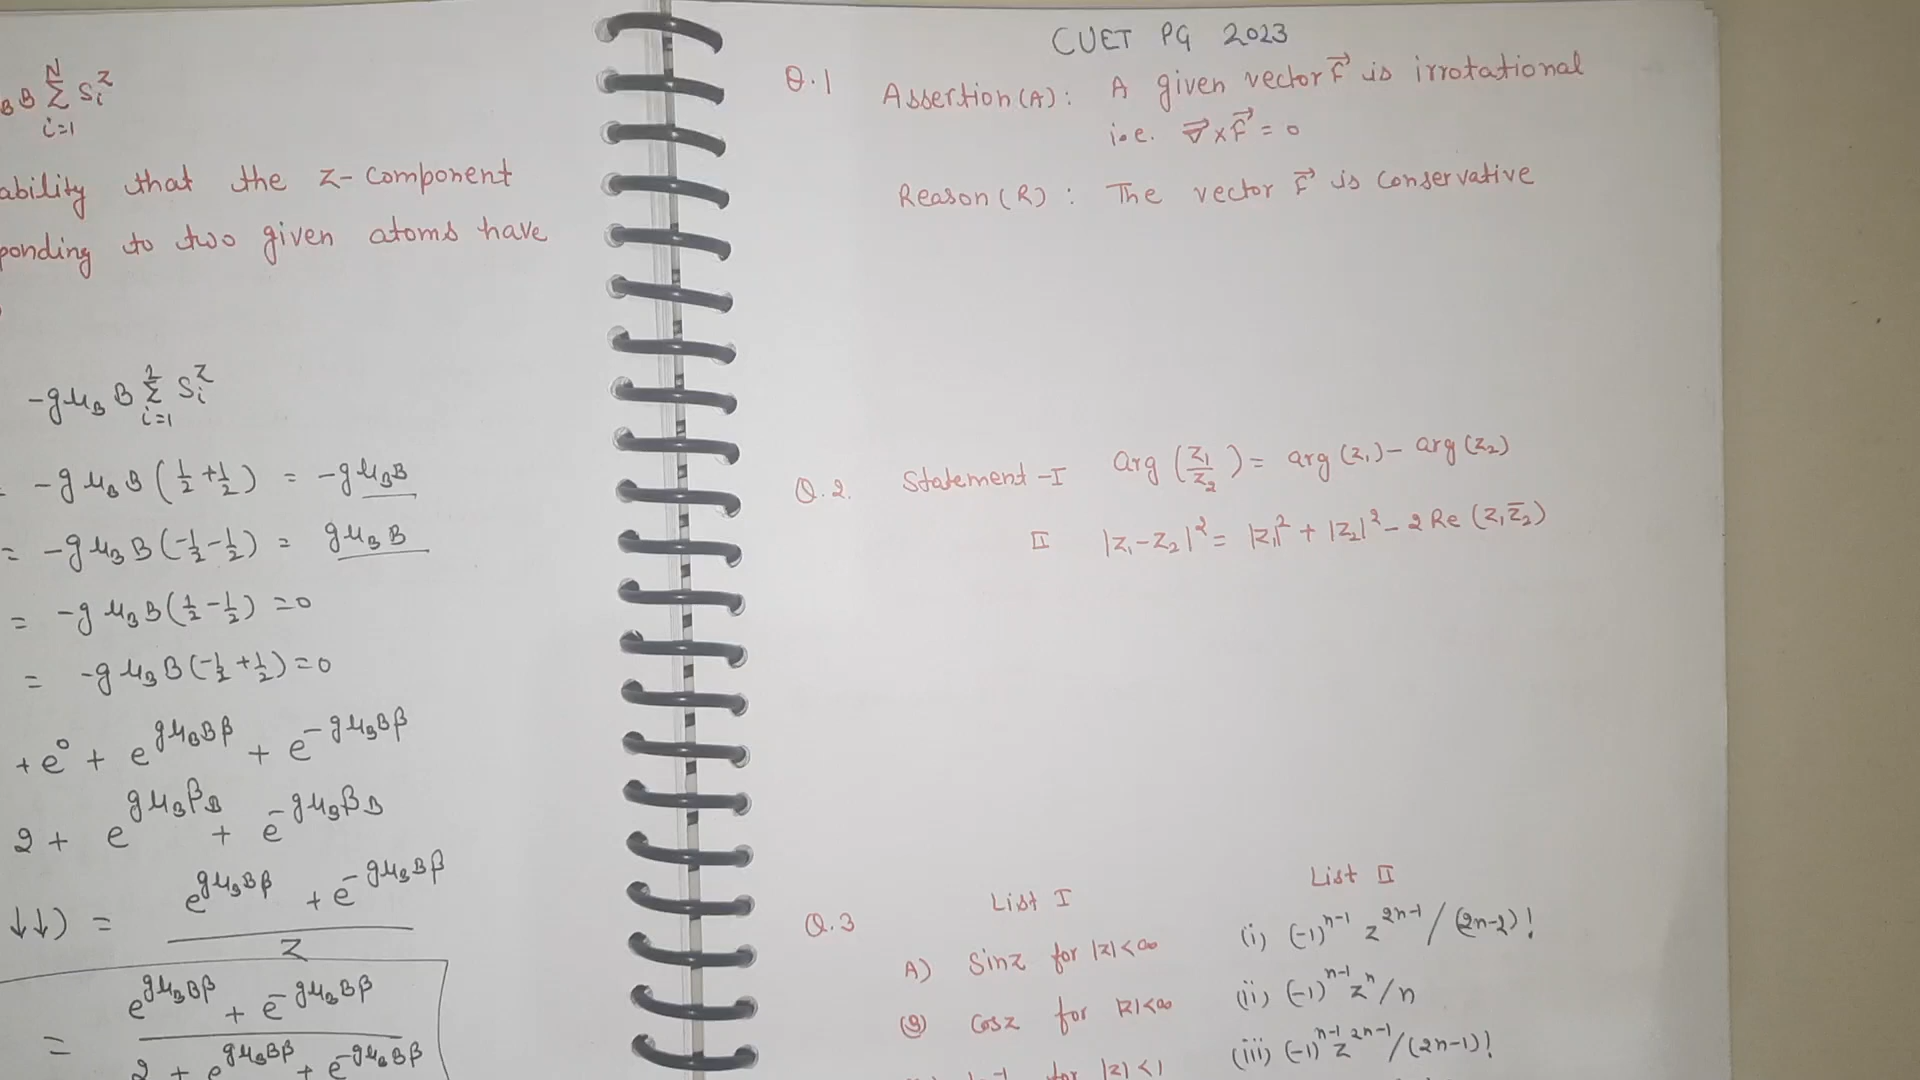 BB N∑i=1 Siᶻ
ability that the z-component
ponding to two given atoms have
-gμ_B B 2∑i=1 Siᶻ
-gμ_B B (1/2 + 1/2) = -gμ_B B
= -gμ_B B (-1/2 - 1/2) = gμ_B B
= -gμ_B B (1/2 - 1/2) = 0
= -gμ_B B (-1/2 + 1/2) = 0
+ e⁰ + e^{gμ_B Bβ} + e^{-gμ_B Bβ}
2 + e^{gμ_B βB} + e^{-gμ_B βB}
↓↓) = e^{gμ_B Bβ} + e^{-gμ_B Bβ} / Z
= e^{gμ_B Bβ} + e^{-gμ_B Bβ} / 2 + e^{gμ_B Bβ} + e^{-gμ_B Bβ}
CUET PG 2023
Q.1 Assertion (A): A given vector F⃗ is irrotational
i.e. ∇⃗ × F⃗ = 0
Reason (R): The vector F⃗ is conservative
Q.2. Statement-I Arg (z₁/z₂) = arg (z₁) - arg (z₂)
II |z₁-z₂|² = |z₁|² + |z₂|² - 2 Re (z₁z̄₂)
List I List II
Q.3
A) Sinz for |z|<∞ (i) (-1)^{n-1} z^{2n-1} / (2n-2)!
(B) Cosz for |z|<∞ (ii) (-1)^{n-1} zⁿ/n
for |z|<1 (iii) (-1)^{n-1} z^{2n-1} / (2n-1)!